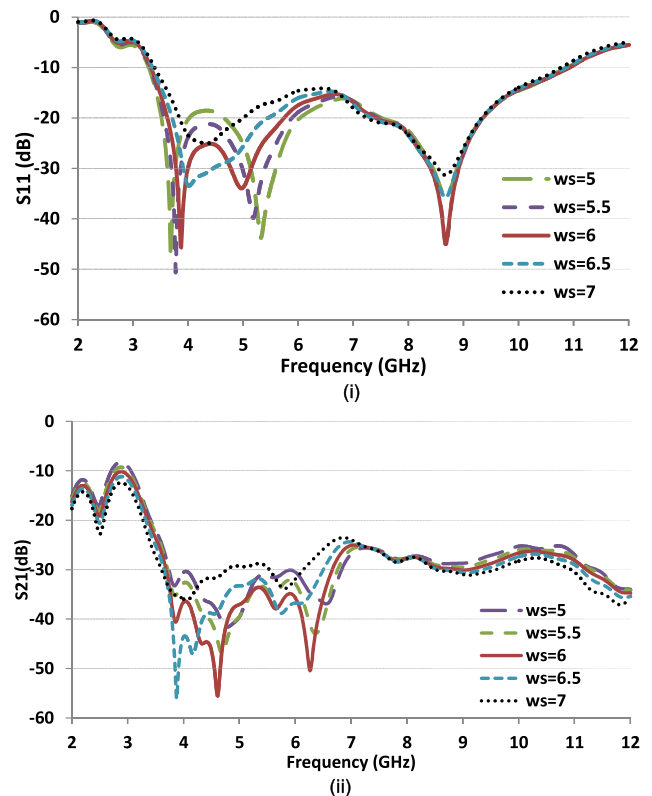 0
-10
-20
-30
-40
-50
-60
S11 (dB)
ws=5
ws=5.5
ws=6
ws=6.5
ws=7
2 3 4 5 6 7 8 9 10 11 12
Frequency (GHz)
(i)
0
-10
-20
-30
-40
-50
-60
S21(dB)
ws=5
ws=5.5
ws=6
ws=6.5
ws=7
2 3 4 5 6 7 8 9 10 11 12
Frequency (GHz)
(ii)